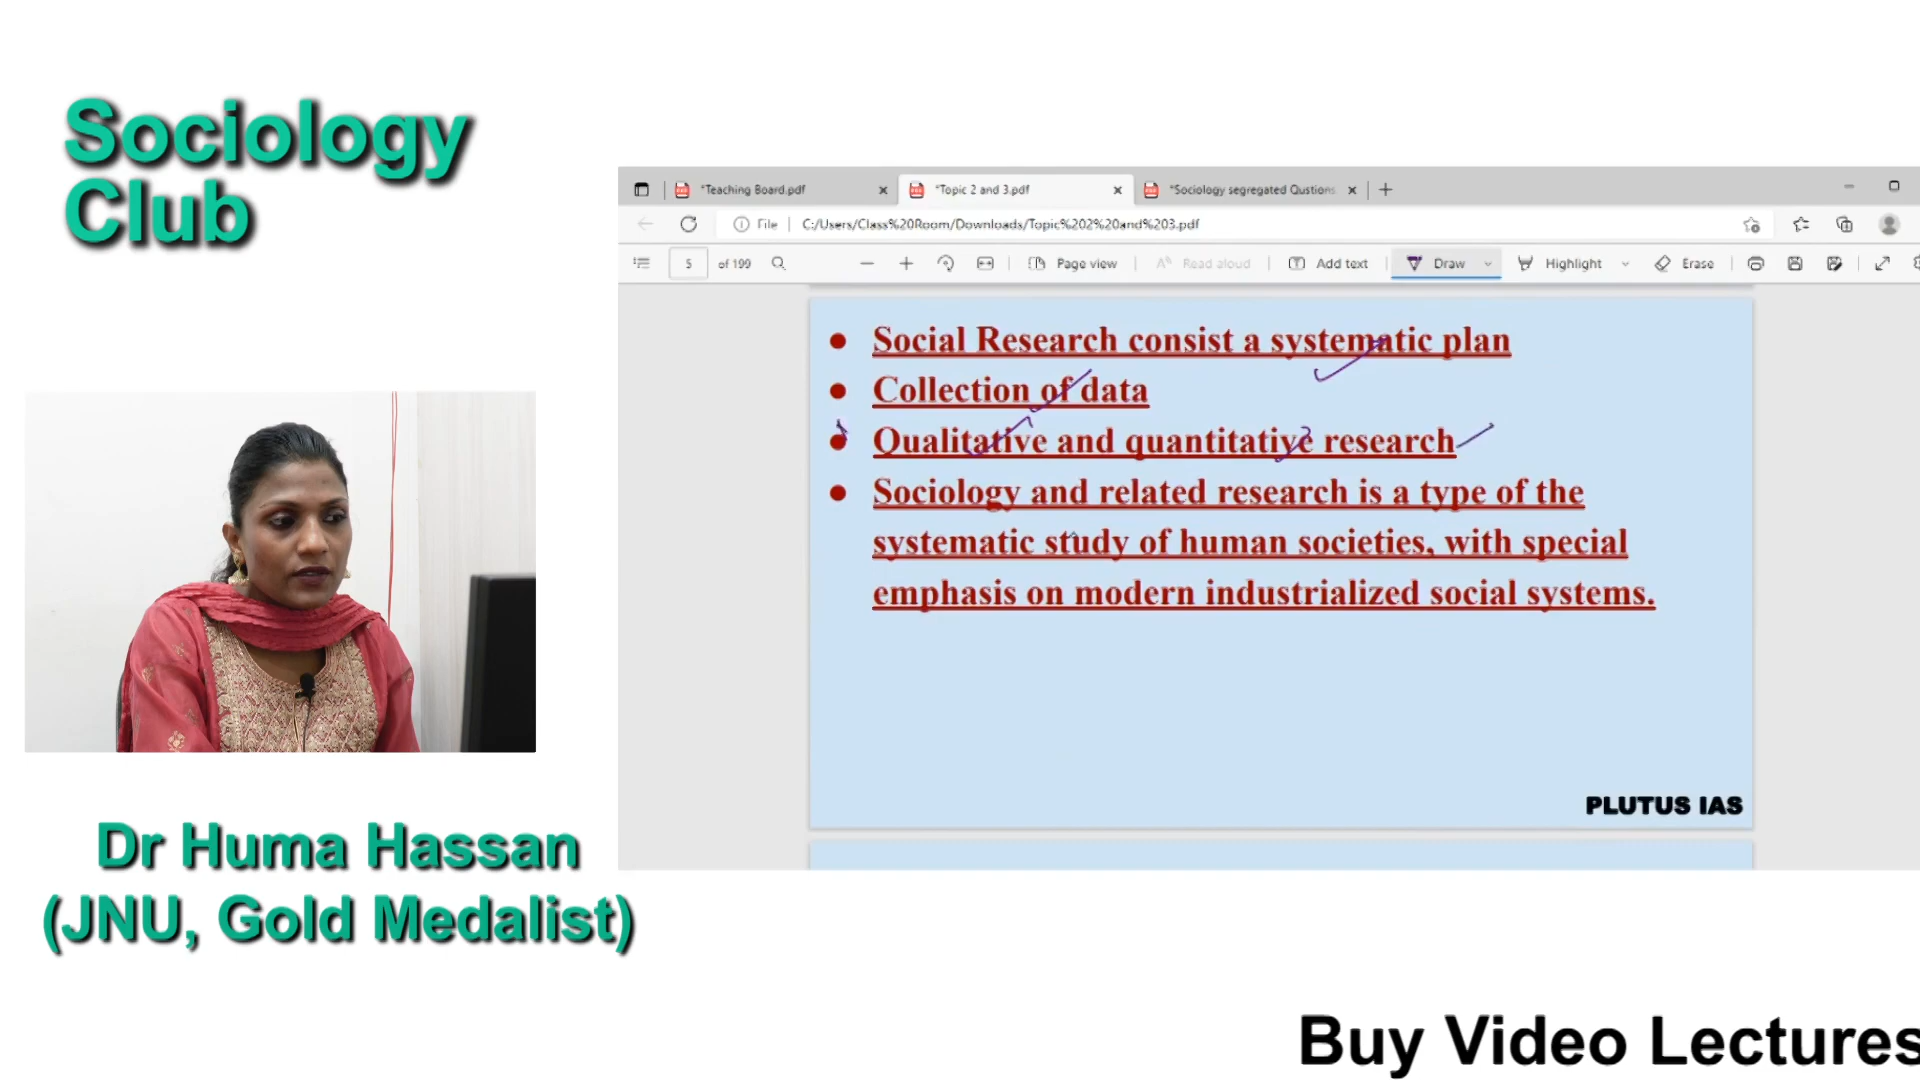 Sociology
Club
*Teaching Board.pdf
*Topic 2 and 3.pdf
*Sociology segregated Qustions
File
C:/Users/Class%20Room/Downloads/Topic%202%20and%203.pdf
5
of 199
Page view
Read aloud
Add text
Draw
Highlight
Erase
Social Research consist a systematic plan
Collection of data
Qualitative and quantitative research
Sociology and related research is a type of the
systematic study of human societies, with special
emphasis on modern industrialized social systems.
PLUTUS IAS
Dr Huma Hassan
(JNU, Gold Medalist)
Buy Video Lectures